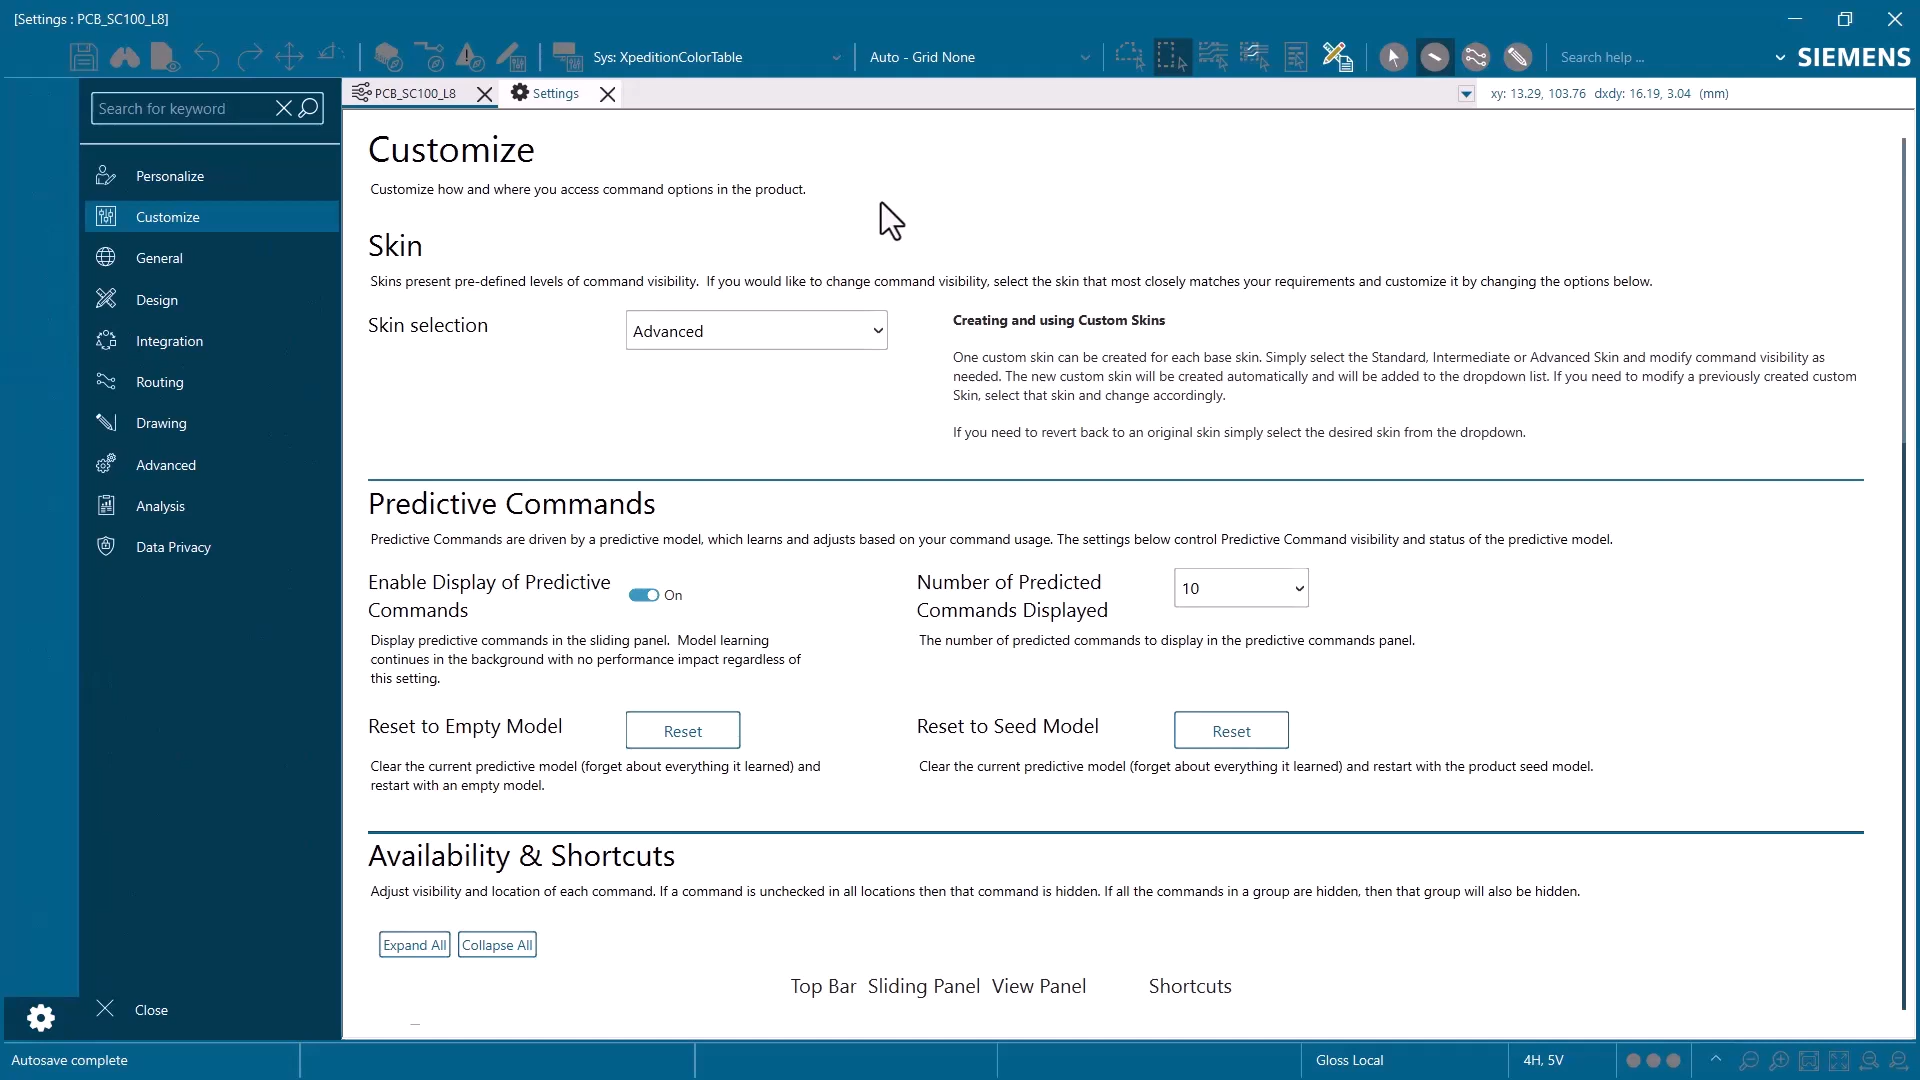 [Settings : PCB_SC100_L8]
Sys: XpeditionColorTable
Auto - Grid None
Search help ...
SIEMENS
Search for keyword
PCB_SC100_L8
Settings
xy: 13.29, 103.76 dxdy: 16.19, 3.04 (mm)
Personalize
Customize
General
Design
Integration
Routing
Drawing
Advanced
Analysis
Data Privacy
Close
Customize
Customize how and where you access command options in the product.
Skin
Skins present pre-defined levels of command visibility. If you would like to change command visibility, select the skin that most closely matches your requirements and customize it by changing the options below.
Skin selection
Advanced
Creating and using Custom Skins
One custom skin can be created for each base skin. Simply select the Standard, Intermediate or Advanced Skin and modify command visibility as
needed. The new custom skin will be created automatically and will be added to the dropdown list. If you need to modify a previously created custom
Skin, select that skin and change accordingly.
If you need to revert back to an original skin simply select the desired skin from the dropdown.
Predictive Commands
Predictive Commands are driven by a predictive model, which learns and adjusts based on your command usage. The settings below control Predictive Command visibility and status of the predictive model.
Enable Display of Predictive
Commands
On
Display predictive commands in the sliding panel. Model learning
continues in the background with no performance impact regardless of
this setting.
Number of Predicted
Commands Displayed
10
The number of predicted commands to display in the predictive commands panel.
Reset to Empty Model
Reset
Clear the current predictive model (forget about everything it learned) and
restart with an empty model.
Reset to Seed Model
Reset
Clear the current predictive model (forget about everything it learned) and restart with the product seed model.
Availability & Shortcuts
Adjust visibility and location of each command. If a command is unchecked in all locations then that command is hidden. If all the commands in a group are hidden, then that group will also be hidden.
Expand All
Collapse All
Top Bar Sliding Panel View Panel Shortcuts
Autosave complete
Gloss Local
4H, 5V